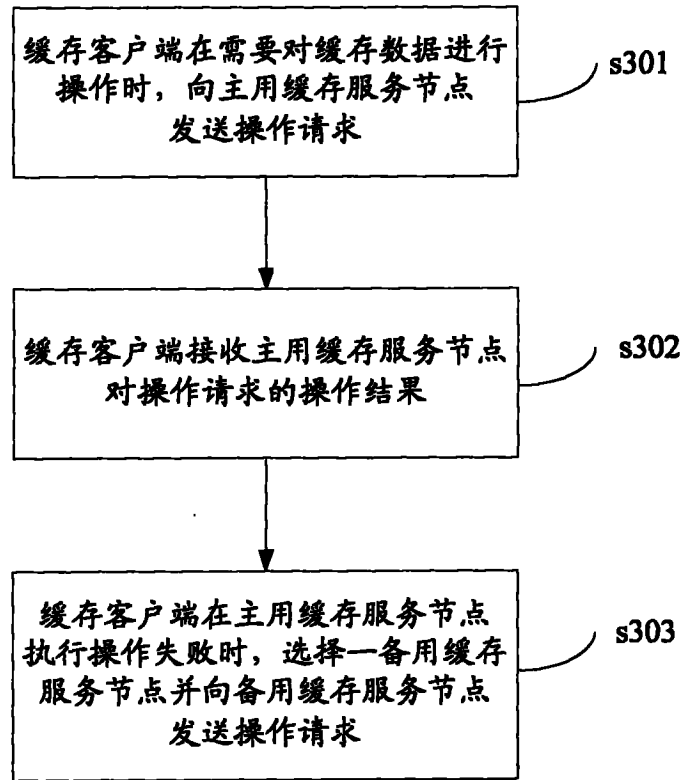 缓存客户端在需要对缓存数据进行
操作时，向主用缓存服务节点
发送操作请求
s301
缓存客户端接收主用缓存服务节点
对操作请求的操作结果
s302
缓存客户端在主用缓存服务节点
执行操作失败时，选择一备用缓存
服务节点并向备用缓存服务节点
发送操作请求
s303